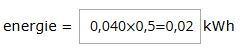 energie = 0,040×0,5=0,02 kWh